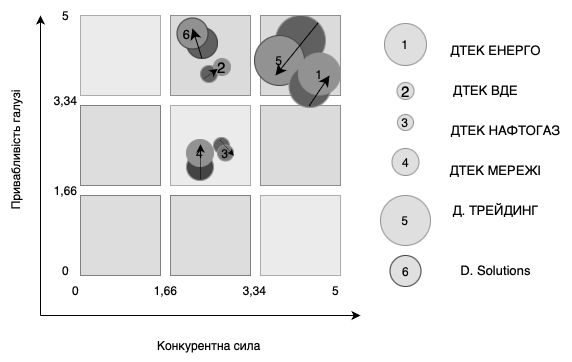 5
3,34
1,66
0
0
1,66
3,34
5
Привабливість галузі
Конкурентна сила
6
2
5
1
4
3
1 ДТЕК ЕНЕРГО
2 ДТЕК ВДЕ
3 ДТЕК НАФТОГАЗ
4 ДТЕК МЕРЕЖІ
5 Д. ТРЕЙДИНГ
6 D. Solutions